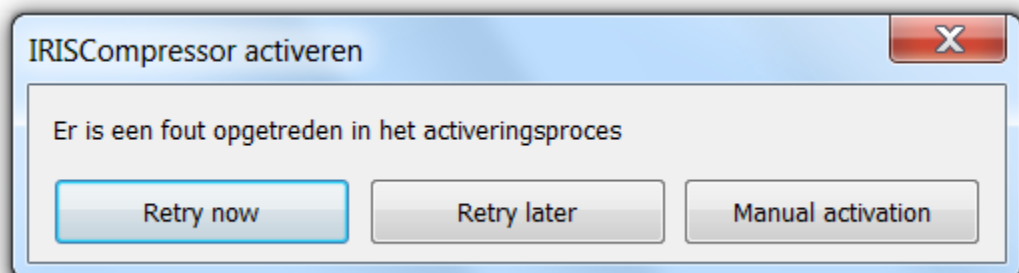 IRISCompressor activeren
Er is een fout opgetreden in het activeringsproces
Retry now
Retry later
Manual activation